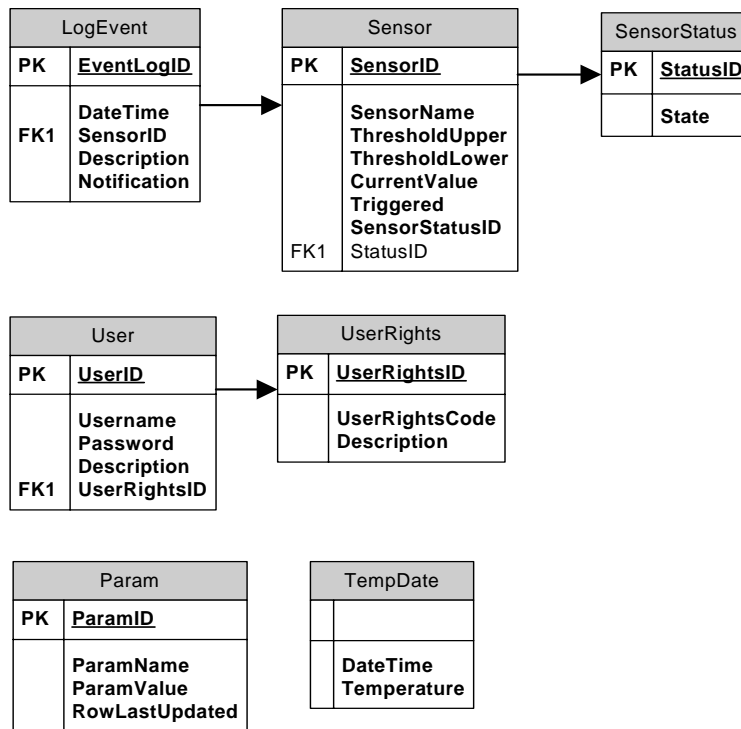 LogEvent
PK EventLogID
DateTime
FK1 SensorID
Description
Notification
Sensor
PK SensorID
SensorName
ThresholdUpper
ThresholdLower
CurrentValue
Triggered
SensorStatusID
FK1 StatusID
SensorStatus
PK StatusID
State
User
PK UserID
Username
Password
Description
FK1 UserRightsID
UserRights
PK UserRightsID
UserRightsCode
Description
Param
PK ParamID
ParamName
ParamValue
RowLastUpdated
TempDate
DateTime
Temperature